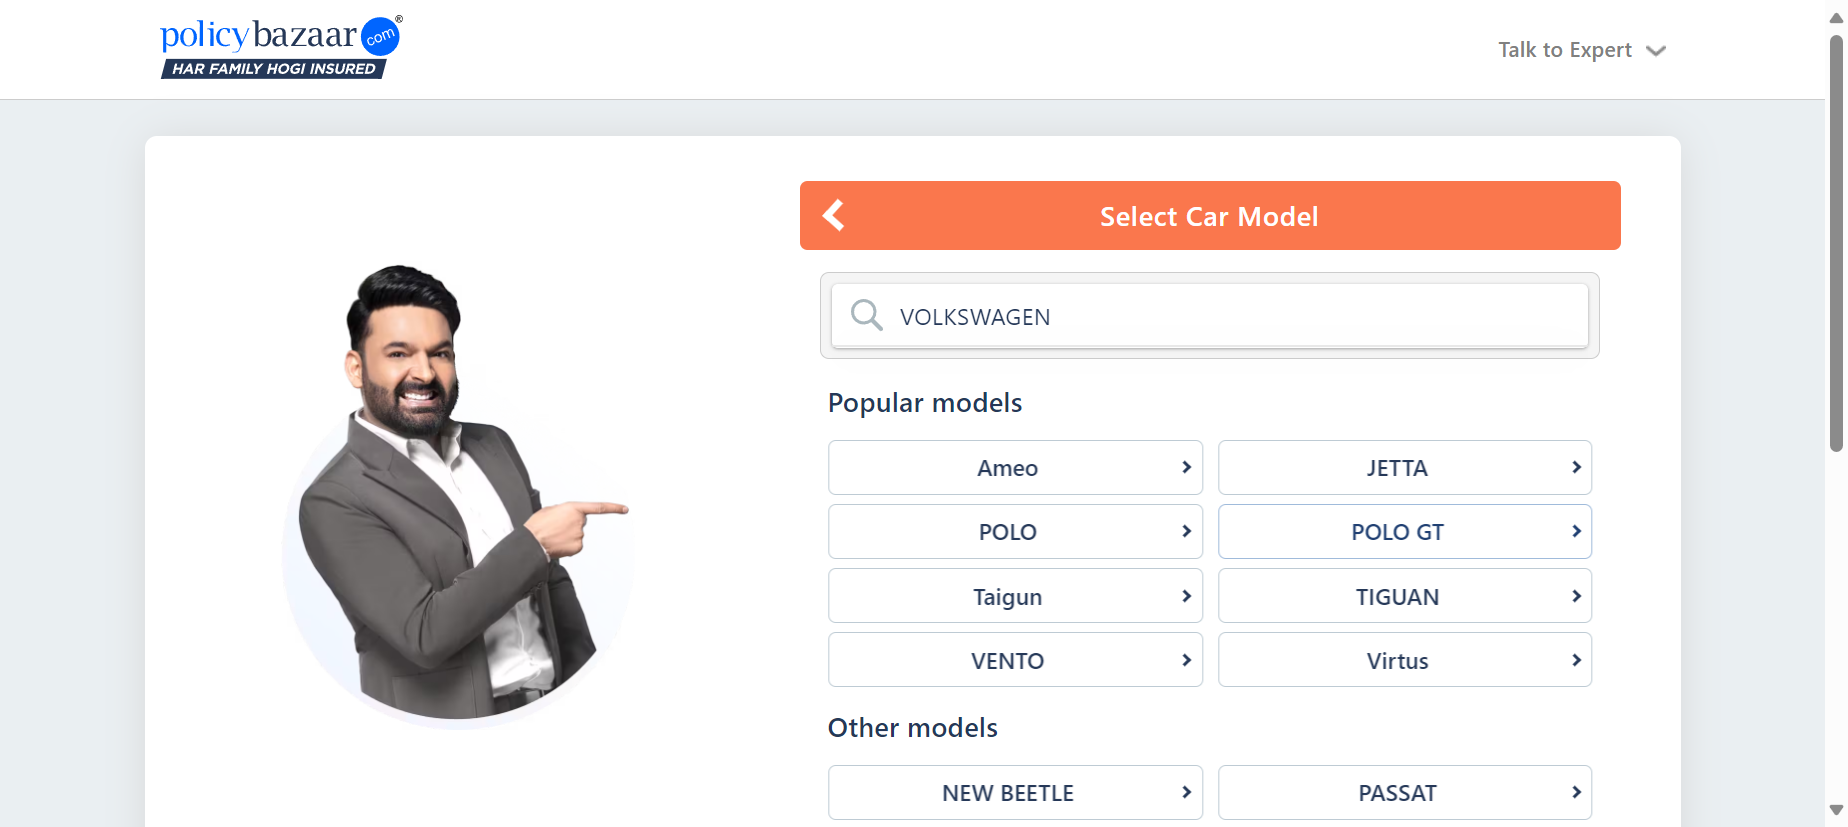 policybazaar com ®
HAR FAMILY HOGI INSURED
Talk to Expert
Select Car Model
VOLKSWAGEN
Popular models
Ameo
JETTA
POLO
POLO GT
Taigun
TIGUAN
VENTO
Virtus
Other models
NEW BEETLE
PASSAT